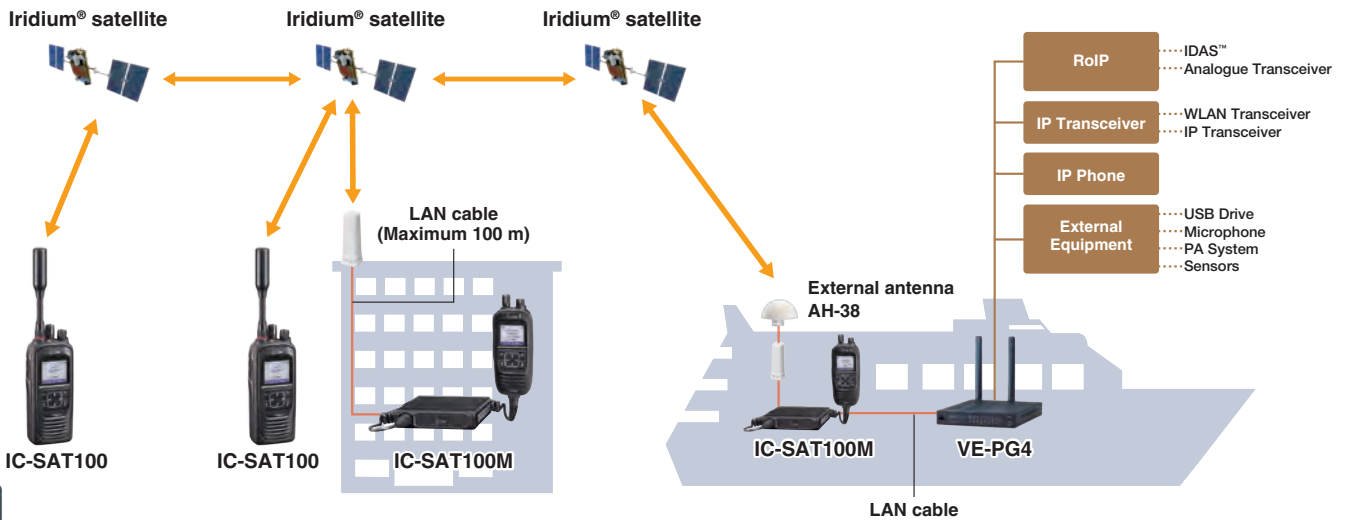 Iridium® satellite
Iridium® satellite
Iridium® satellite
RoIP
IDAS™
Analogue Transceiver
IP Transceiver
WLAN Transceiver
IP Transceiver
IP Phone
External
Equipment
USB Drive
Microphone
PA System
Sensors
LAN cable
(Maximum 100 m)
External antenna
AH-38
IC-SAT100
IC-SAT100
IC-SAT100M
IC-SAT100M
VE-PG4
LAN cable